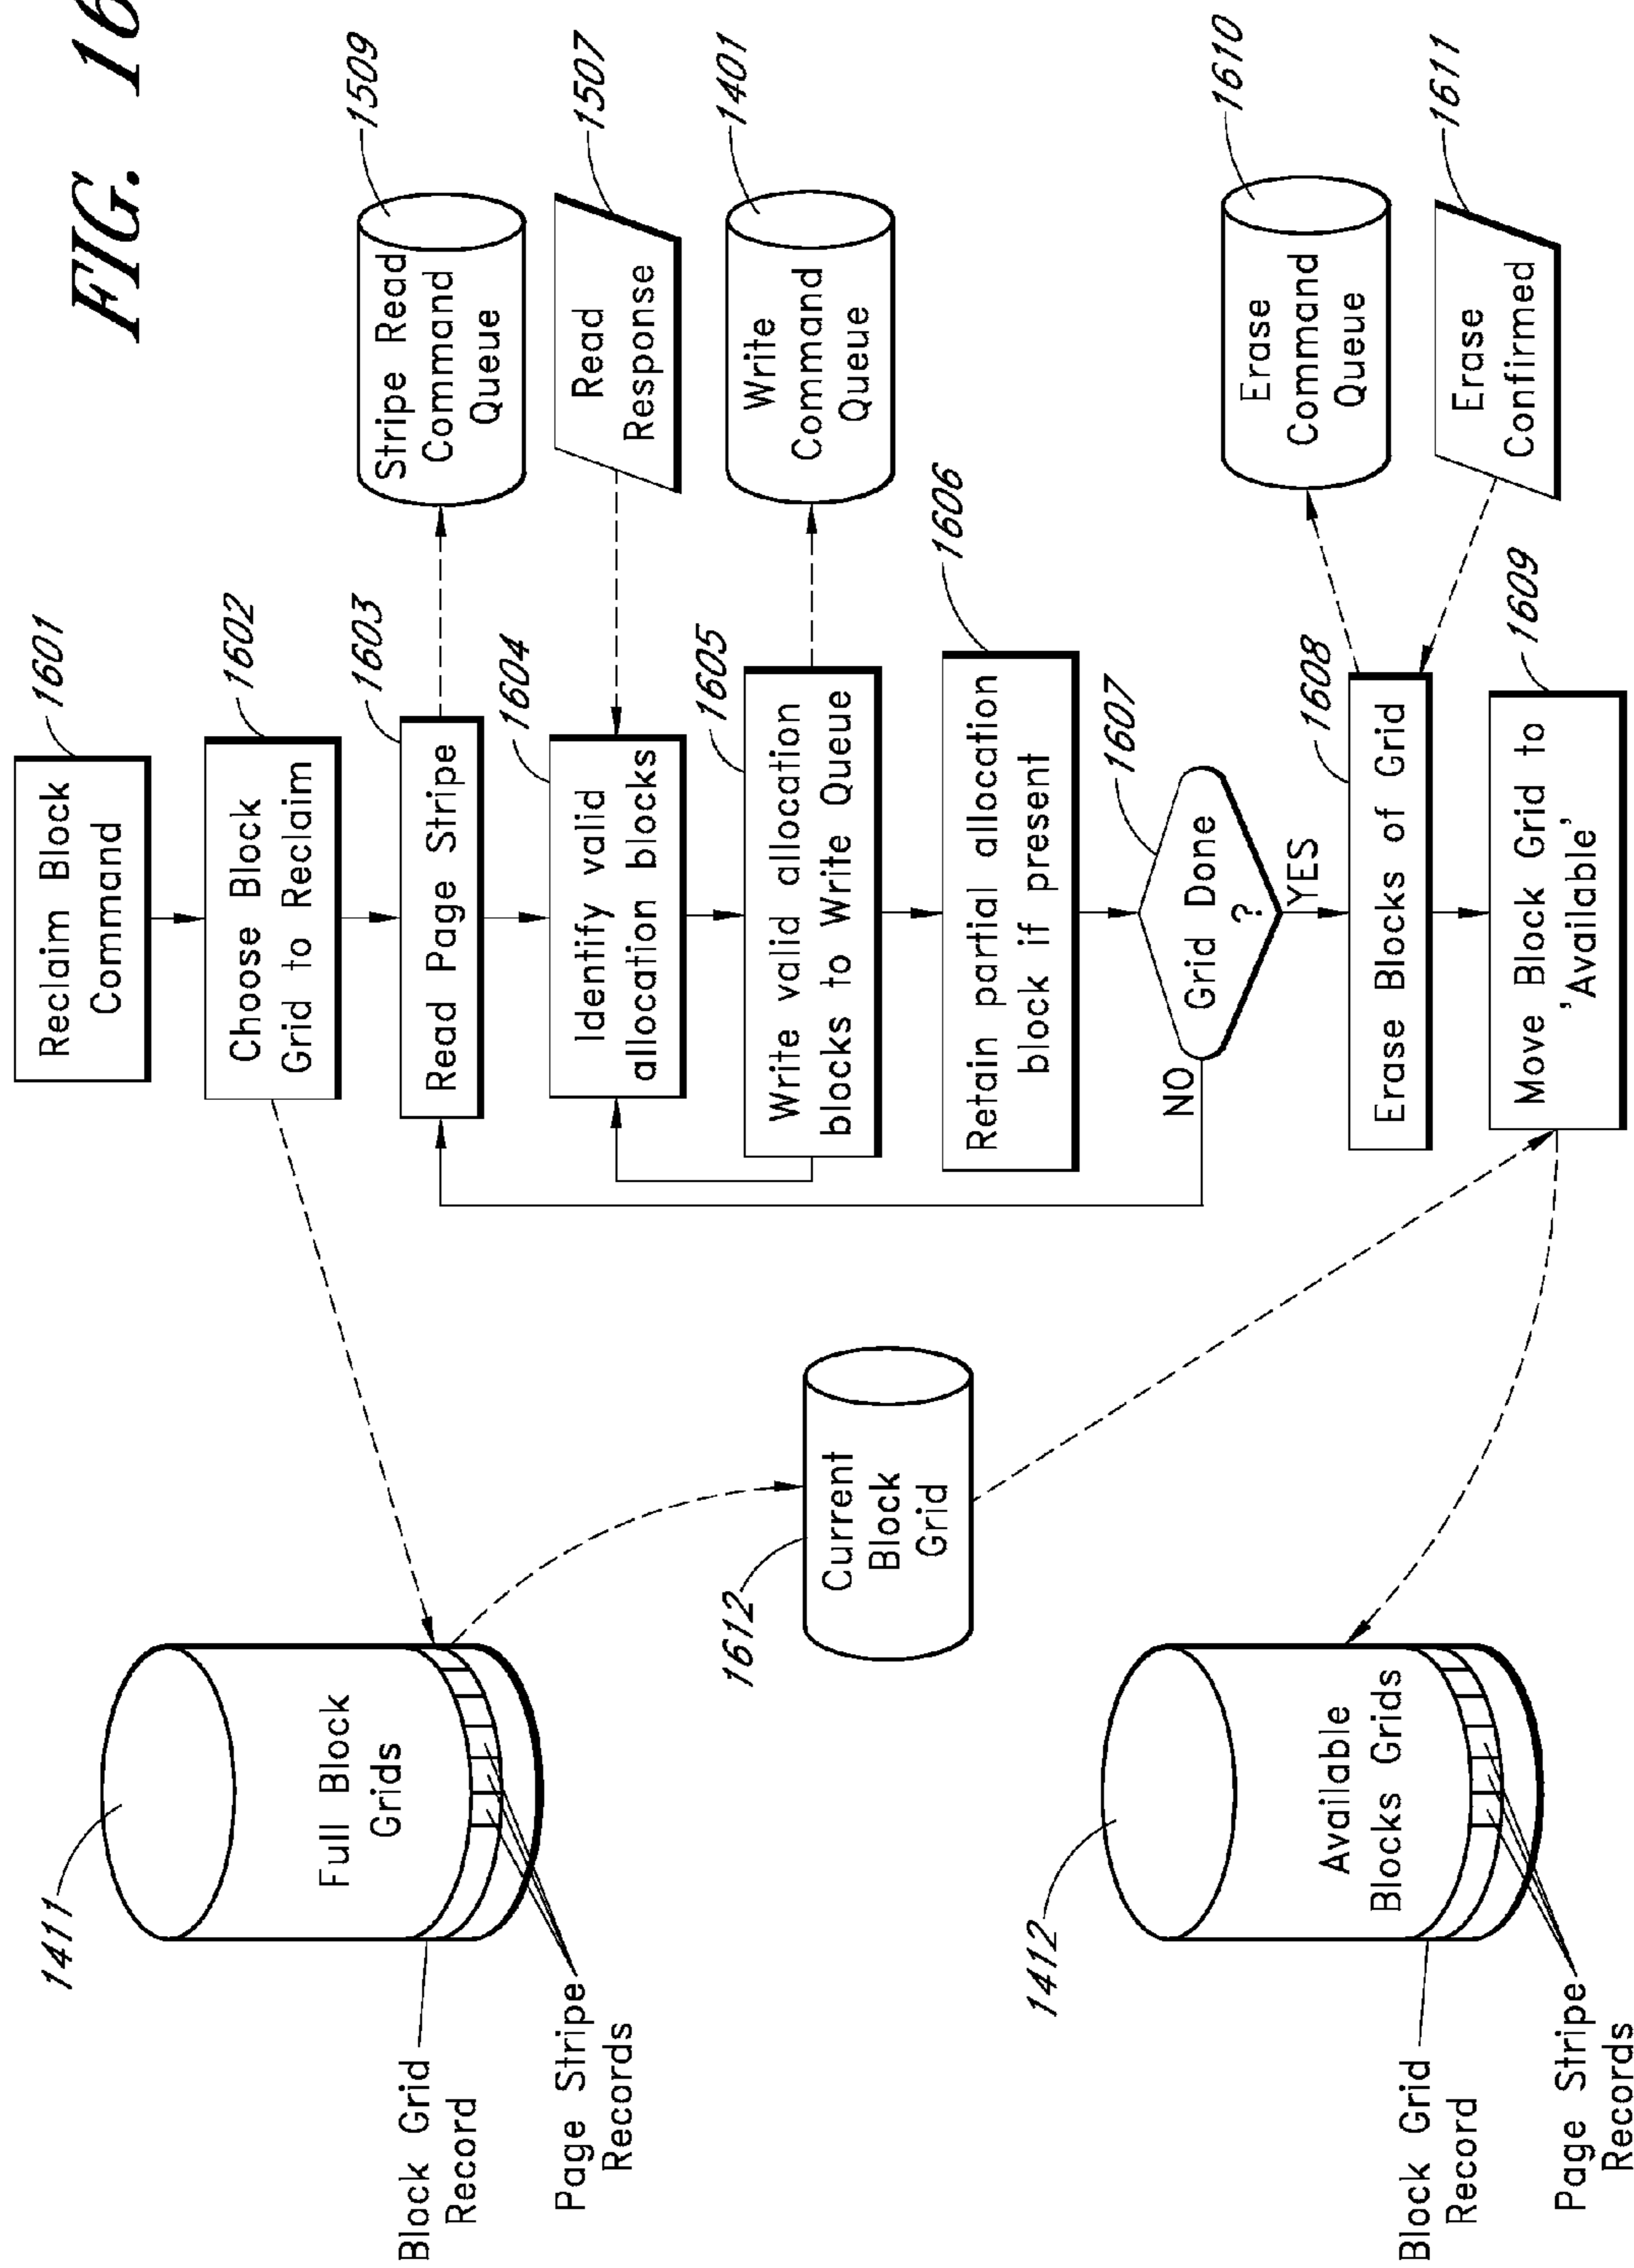 FIG. 16
1601
Reclaim Block
Command
1602
Choose Block
Grid to Reclaim
1603
Read Page Stripe
1509
Stripe Read
Command
Queue
1604
Identify valid
allocation blocks
1507
Read
Response
1605
Write valid allocation
blocks to Write Queue
1401
Write
Command
Queue
1606
Retain partial allocation
block if present
1607
Grid Done
?
NO
YES
1608
Erase Blocks of Grid
1610
Erase
Command
Queue
1611
Erase
Confirmed
1609
Move Block Grid to
'Available'
1411
Full Block
Grids
Block Grid
Record
Page Stripe
Records
1612
Current
Block
Grid
1412
Available
Blocks Grids
Block Grid
Record
Page Stripe
Records